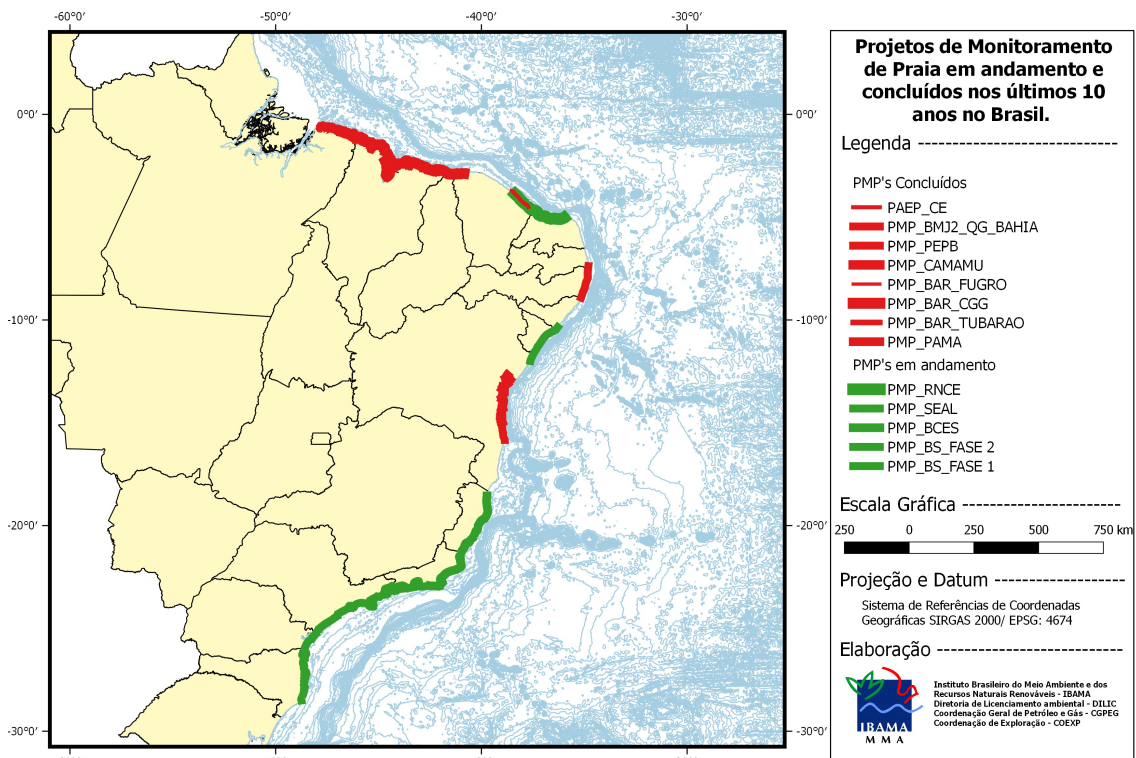 -60°0' -50°0' -40°0' -30°0'
0°0' 0°0'
-10°0' -10°0'
-20°0' -20°0'
-30°0' -30°0'
Projetos de Monitoramento
de Praia em andamento e
concluídos nos últimos 10
anos no Brasil.
Legenda
PMP's Concluídos
PAEP_CE
PMP_BMJ2_QG_BAHIA
PMP_PEPB
PMP_CAMAMU
PMP_BAR_FUGRO
PMP_BAR_CGG
PMP_BAR_TUBARAO
PMP_PAMA
PMP's em andamento
PMP_RNCE
PMP_SEAL
PMP_BCES
PMP_BS_FASE 2
PMP_BS_FASE 1
Escala Gráfica
250 0 250 500 750 km
Projeção e Datum
Sistema de Referências de Coordenadas
Geográficas SIRGAS 2000/ EPSG: 4674
Elaboração
IBAMA
M M A
Instituto Brasileiro do Meio Ambiente e dos
Recursos Naturais Renováveis - IBAMA
Diretoria de Licenciamento ambiental - DILIC
Coordenação Geral de Petróleo e Gás - CGPEG
Coordenação de Exploração - COEXP